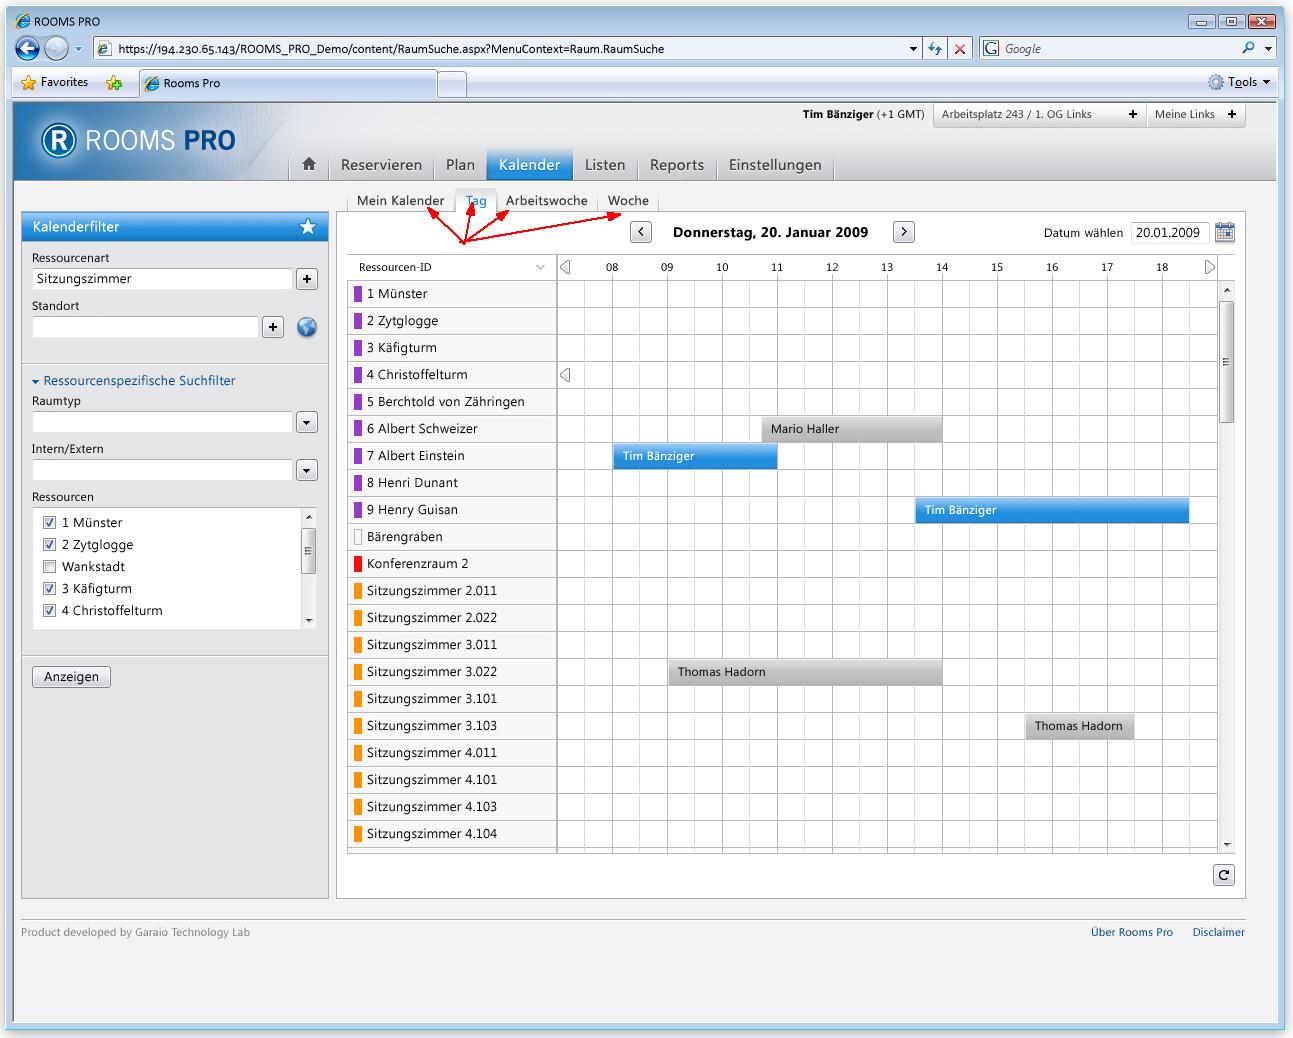 ROOMS PRO
https://194.230.65.143/ROOMS_PRO_Demo/content/RaumSuche.aspx?MenuContext=Raum.RaumSuche
Google
Favorites
Rooms Pro
Tools
Tim Bänziger (+1 GMT)
Arbeitsplatz 243 / 1. OG Links
Meine Links
R ROOMS PRO
Reservieren
Plan
Kalender
Listen
Reports
Einstellungen
Mein Kalender
Tag
Arbeitswoche
Woche
Kalenderfilter
Ressourcenart
Sitzungszimmer
Standort
Ressourcenspezifische Suchfilter
Raumtyp
Intern/Extern
Ressourcen
1 Münster
2 Zytglogge
Wankstadt
3 Käfigturm
4 Christoffelturm
Anzeigen
Donnerstag, 20. Januar 2009
Datum wählen
20.01.2009
Ressourcen-ID
08 09 10 11 12 13 14 15 16 17 18
1 Münster
2 Zytglogge
3 Käfigturm
4 Christoffelturm
5 Berchtold von Zähringen
6 Albert Schweizer
Mario Haller
7 Albert Einstein
Tim Bänziger
8 Henri Dunant
9 Henry Guisan
Tim Bänziger
Bärengraben
Konferenzraum 2
Sitzungszimmer 2.011
Sitzungszimmer 2.022
Sitzungszimmer 3.011
Sitzungszimmer 3.022
Thomas Hadorn
Sitzungszimmer 3.101
Sitzungszimmer 3.103
Thomas Hadorn
Sitzungszimmer 4.011
Sitzungszimmer 4.101
Sitzungszimmer 4.103
Sitzungszimmer 4.104
Product developed by Garaio Technology Lab
Über Rooms Pro
Disclaimer